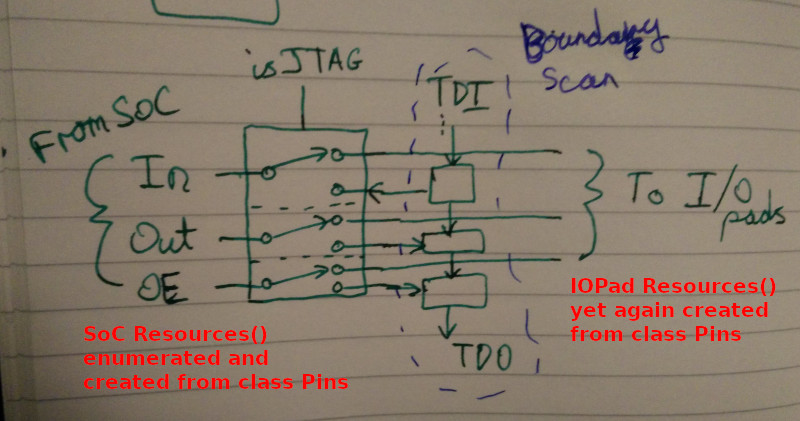 Boundary
Scan
isJTAG
TDI
From SoC
In
Out
OE
To I/O
pads
TDO
SoC Resources()
enumerated and
created from class Pins
IOPad Resources()
yet again created
from class Pins